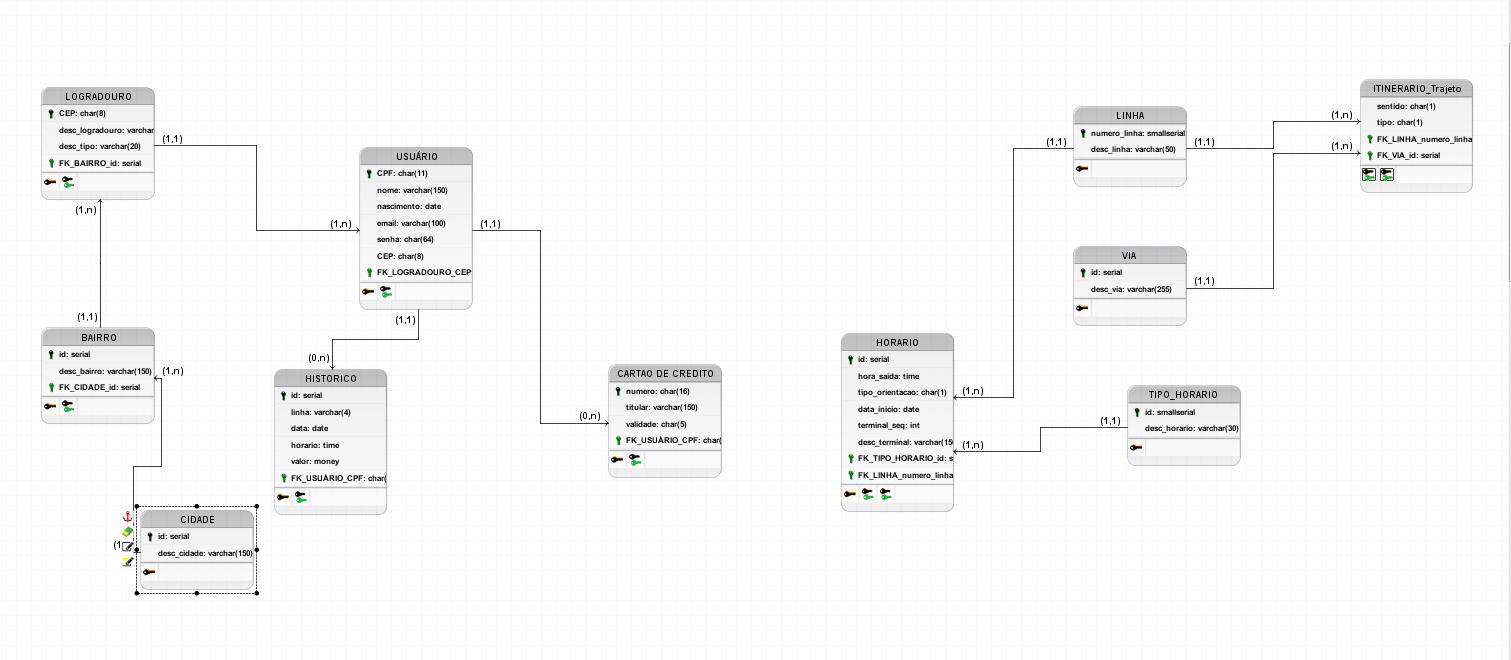 LOGRADOURO
CEP: char(8)
desc_logradouro: varchar
desc_tipo: varchar(20)
FK_BAIRRO_id: serial
(1,1)
(1,n)
(1,n)
(1,1)
BAIRRO
id: serial
desc_bairro: varchar(150)
FK_CIDADE_id: serial
(1,n)
CIDADE
id: serial
desc_cidade: varchar(150)
(1
USUÁRIO
CPF: char(11)
nome: varchar(150)
nascimento: date
email: varchar(100)
senha: char(64)
CEP: char(8)
FK_LOGRADOURO_CEP
(1,1)
(1,1)
(0,n)
HISTORICO
id: serial
linha: varchar(4)
data: date
horario: time
valor: money
FK_USUÁRIO_CPF: char(
(0,n)
CARTAO DE CREDITO
numero: char(16)
titular: varchar(150)
validade: char(5)
FK_USUÁRIO_CPF: char(
HORARIO
id: serial
hora_saida: time
tipo_orientacao: char(1)
data_inicio: date
terminal_seq: int
desc_terminal: varchar(15
FK_TIPO_HORARIO_id: s
FK_LINHA_numero_linha
(1,n)
(1,n)
(1,1)
LINHA
numero_linha: smallserial
desc_linha: varchar(50)
(1,1)
(1,1)
VIA
id: serial
desc_via: varchar(255)
(1,1)
TIPO_HORARIO
id: smallserial
desc_horario: varchar(30)
ITINERARIO_Trajeto
sentido: char(1)
tipo: char(1)
FK_LINHA_numero_linha
FK_VIA_id: serial
(1,n)
(1,n)